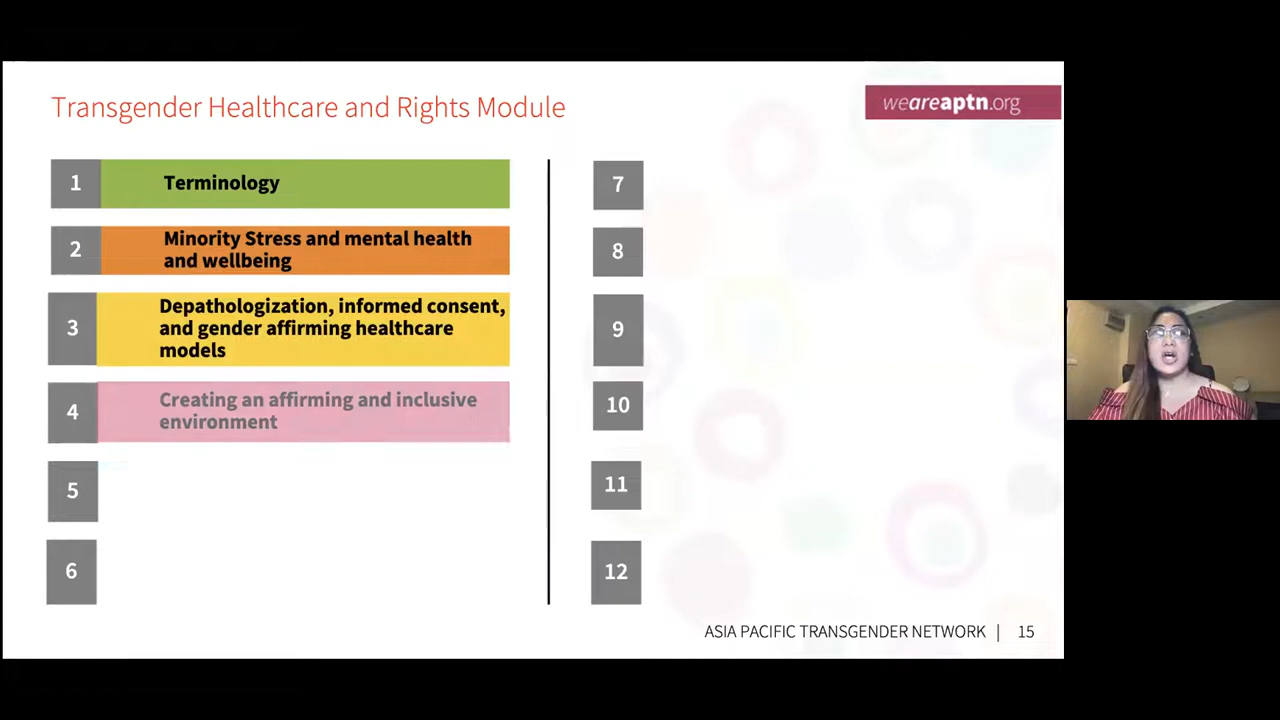 Transgender Healthcare and Rights Module
weareaptn.org
1
Terminology
2
Minority Stress and mental health
and wellbeing
3
Depathologization, informed consent,
and gender affirming healthcare
models
4
Creating an affirming and inclusive
environment
5
6
7
8
9
10
11
12
ASIA PACIFIC TRANSGENDER NETWORK | 15